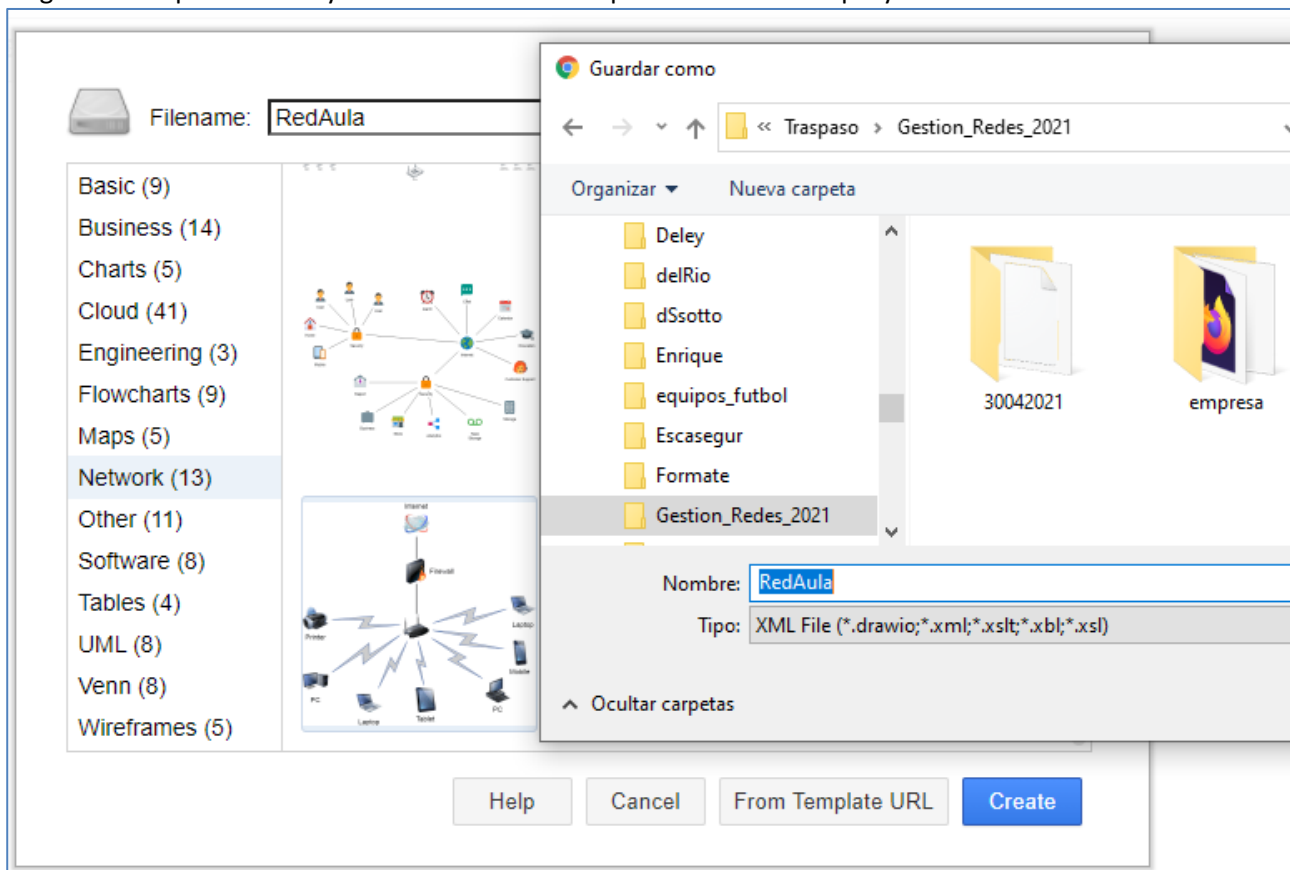 Guardar como
Filename: RedAula
« Traspaso › Gestion_Redes_2021
Organizar Nueva carpeta
Basic (9)
Business (14)
Charts (5)
Cloud (41)
Engineering (3)
Flowcharts (9)
Maps (5)
Network (13)
Other (11)
Software (8)
Tables (4)
UML (8)
Venn (8)
Wireframes (5)
Internet
Firewall
Printer
Laptop
Mobile
PC
Laptop
Tablet
PC
Deley
delRio
dSsotto
Enrique
equipos_futbol
Escasegur
Formate
Gestion_Redes_2021
30042021
empresa
Nombre: RedAula
Tipo: XML File (*.drawio;*.xml;*.xslt;*.xbl;*.xsl)
Ocultar carpetas
Help
Cancel
From Template URL
Create